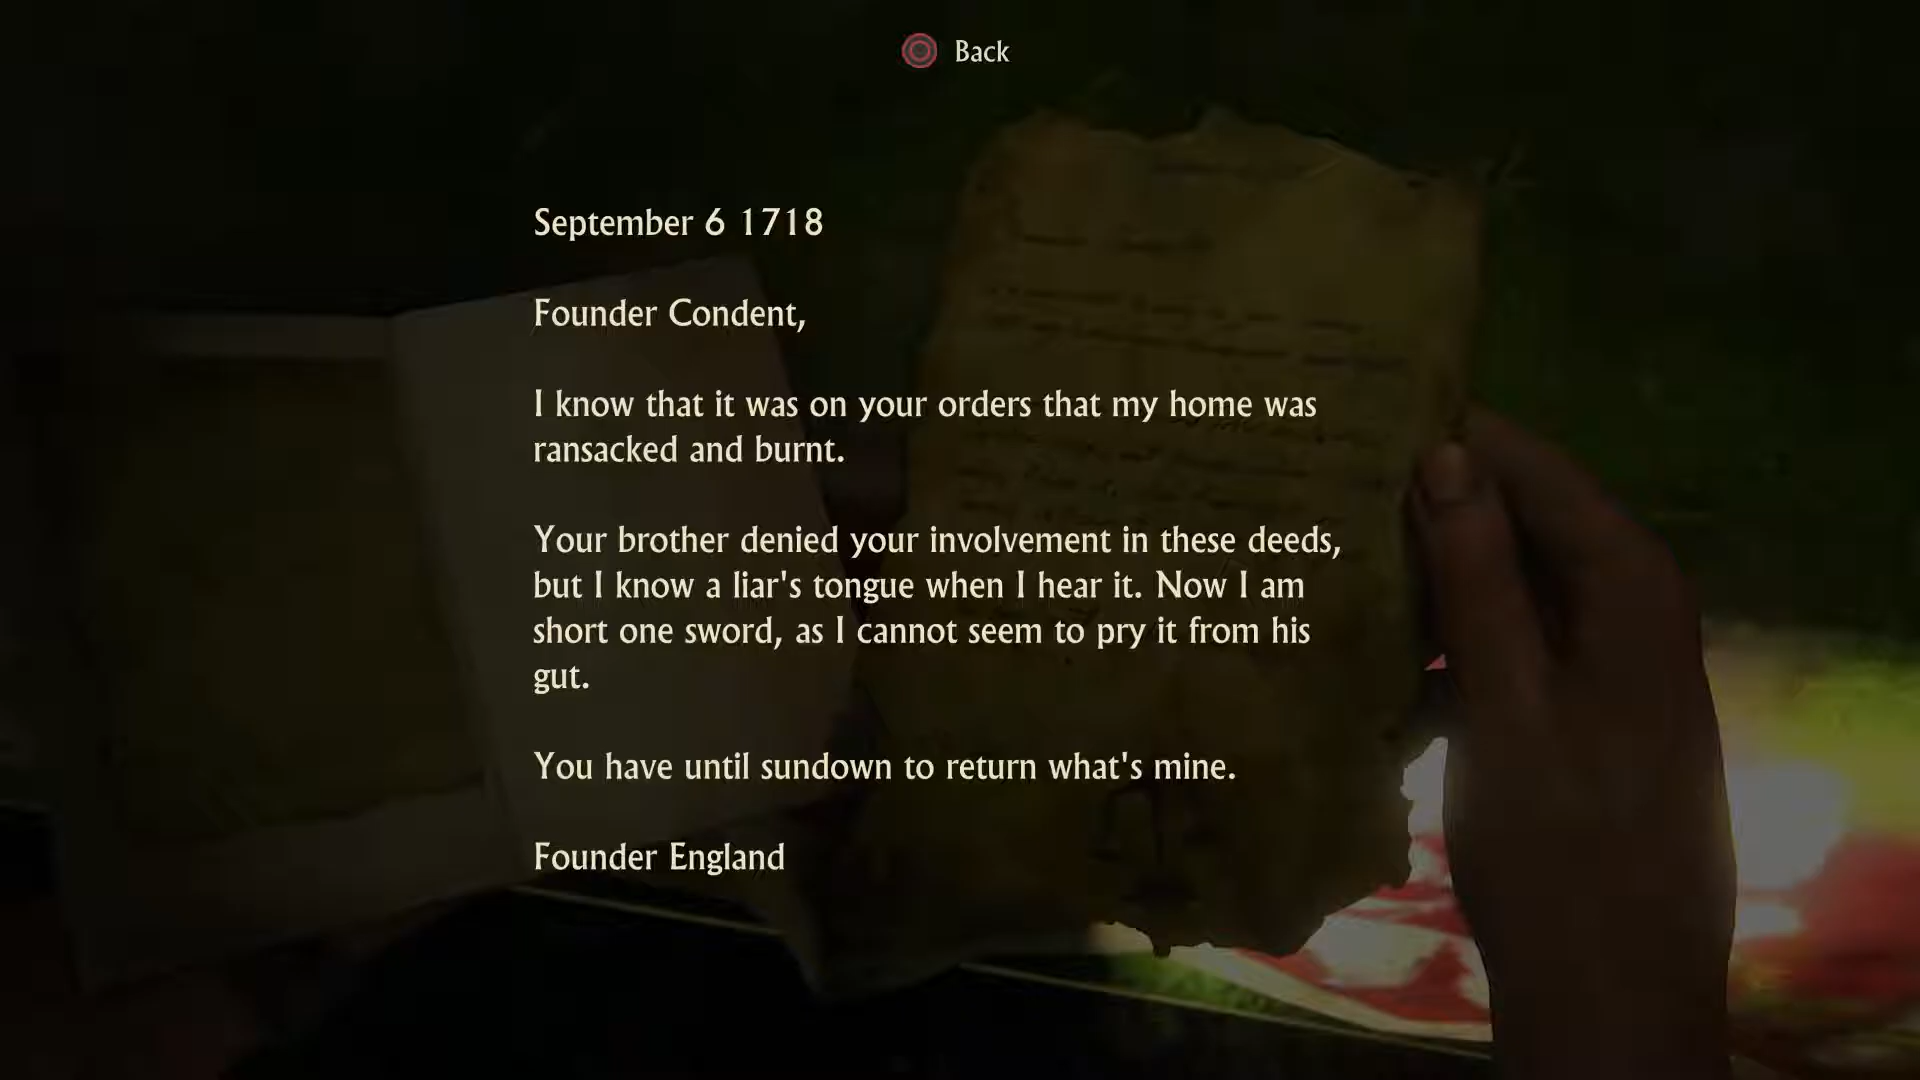 Back
September 6 1718
Founder Condent,
I know that it was on your orders that my home was
ransacked and burnt.
Your brother denied your involvement in these deeds,
but I know a liar's tongue when I hear it. Now I am
short one sword, as I cannot seem to pry it from his
gut.
You have until sundown to return what's mine.
Founder England